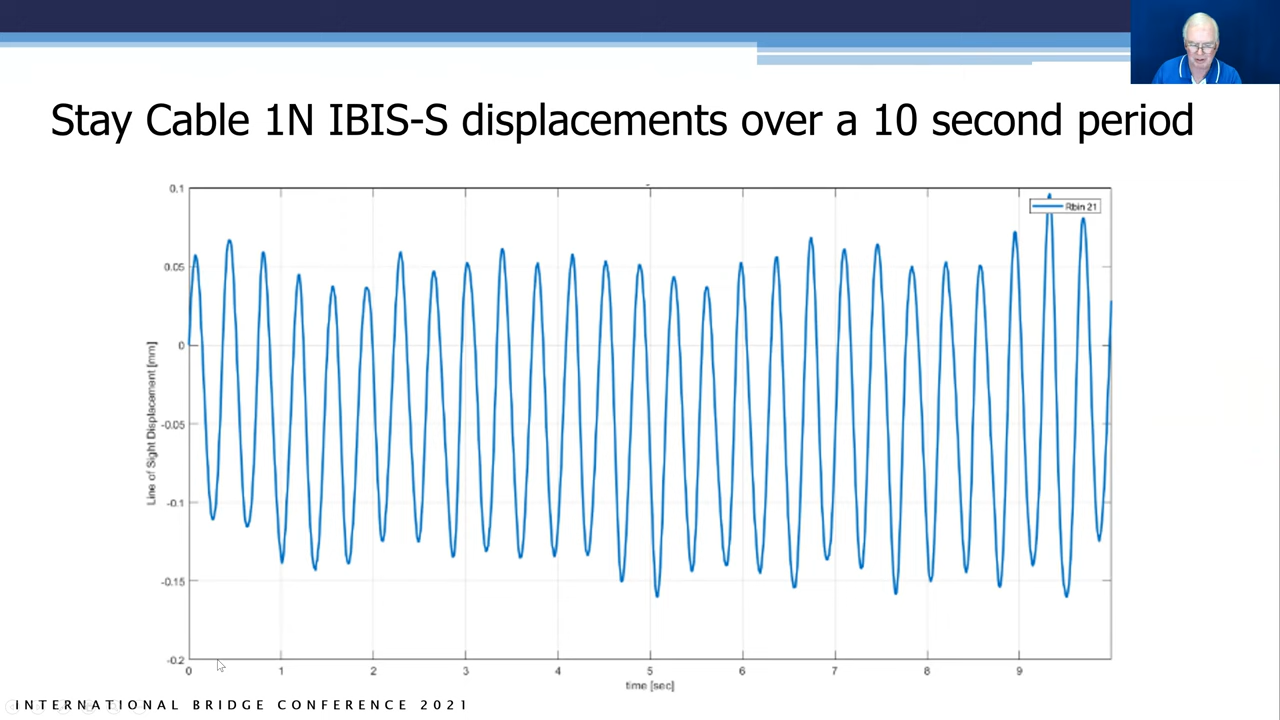 Stay Cable 1N IBIS-S displacements over a 10 second period
0.1
0.05
0
-0.05
-0.1
-0.15
-0.2
Line of Sight Displacement [mm]
Rbin 21
0 1 2 3 4 5 6 7 8 9
time [sec]
INTERNATIONAL BRIDGE CONFERENCE 2021